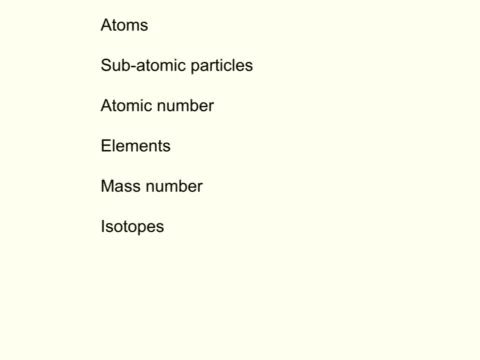 Atoms
Sub-atomic particles
Atomic number
Elements
Mass number
Isotopes